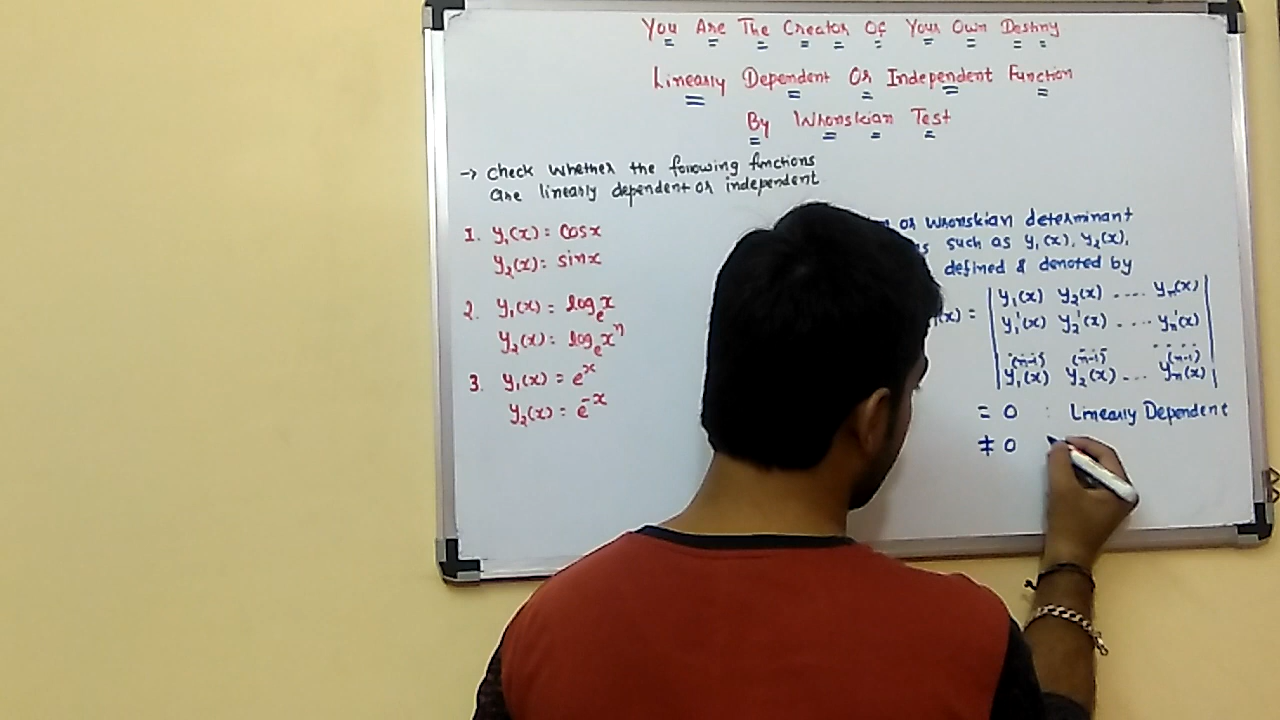 You Are The Creator Of Your Own Destiny
Linearly Dependent Or Independent Function
By Wronskian Test
→ Check whether the following functions
are linearly dependent or independent
1. y₁(x) = cosx
y₂(x) = sinx
2. y₁(x) = logₑx
y₂(x) = logₑxⁿ
3. y₁(x) = eˣ
y₂(x) = e⁻ˣ
or wronskian determinant
such as y₁(x), y₂(x),
defined & denoted by
(x) = | y₁(x) y₂(x) .... yₙ(x) |
y₁'(x) y₂'(x) .... yₙ'(x)
y₁⁽ⁿ⁻¹⁾(x) y₂⁽ⁿ⁻¹⁾(x) ... yₙ⁽ⁿ⁻¹⁾(x)
= 0 : Linearly Dependent
≠ 0